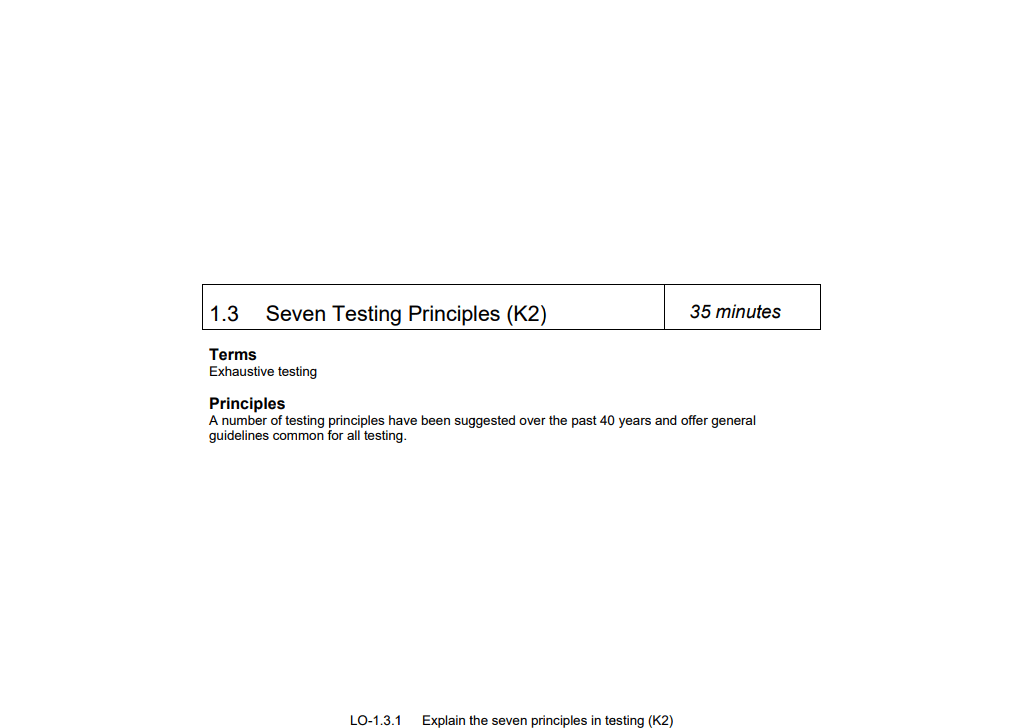 1.3 Seven Testing Principles (K2) 35 minutes
Terms
Exhaustive testing
Principles
A number of testing principles have been suggested over the past 40 years and offer general
guidelines common for all testing.
LO-1.3.1 Explain the seven principles in testing (K2)